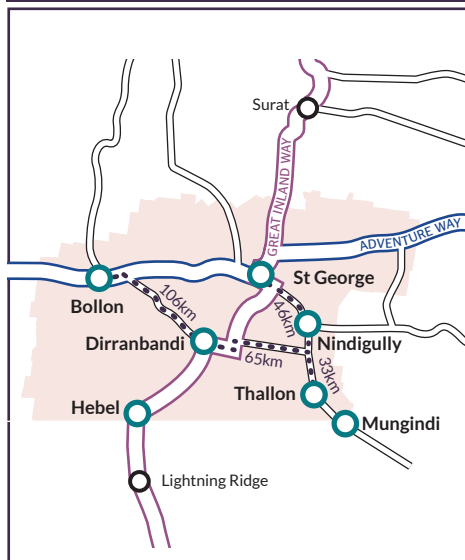 Surat
GREAT INLAND WAY
ADVENTURE WAY
St George
Bollon
106km
46km
Nindigully
Dirranbandi
65km
33km
Thallon
Hebel
Mungindi
Lightning Ridge